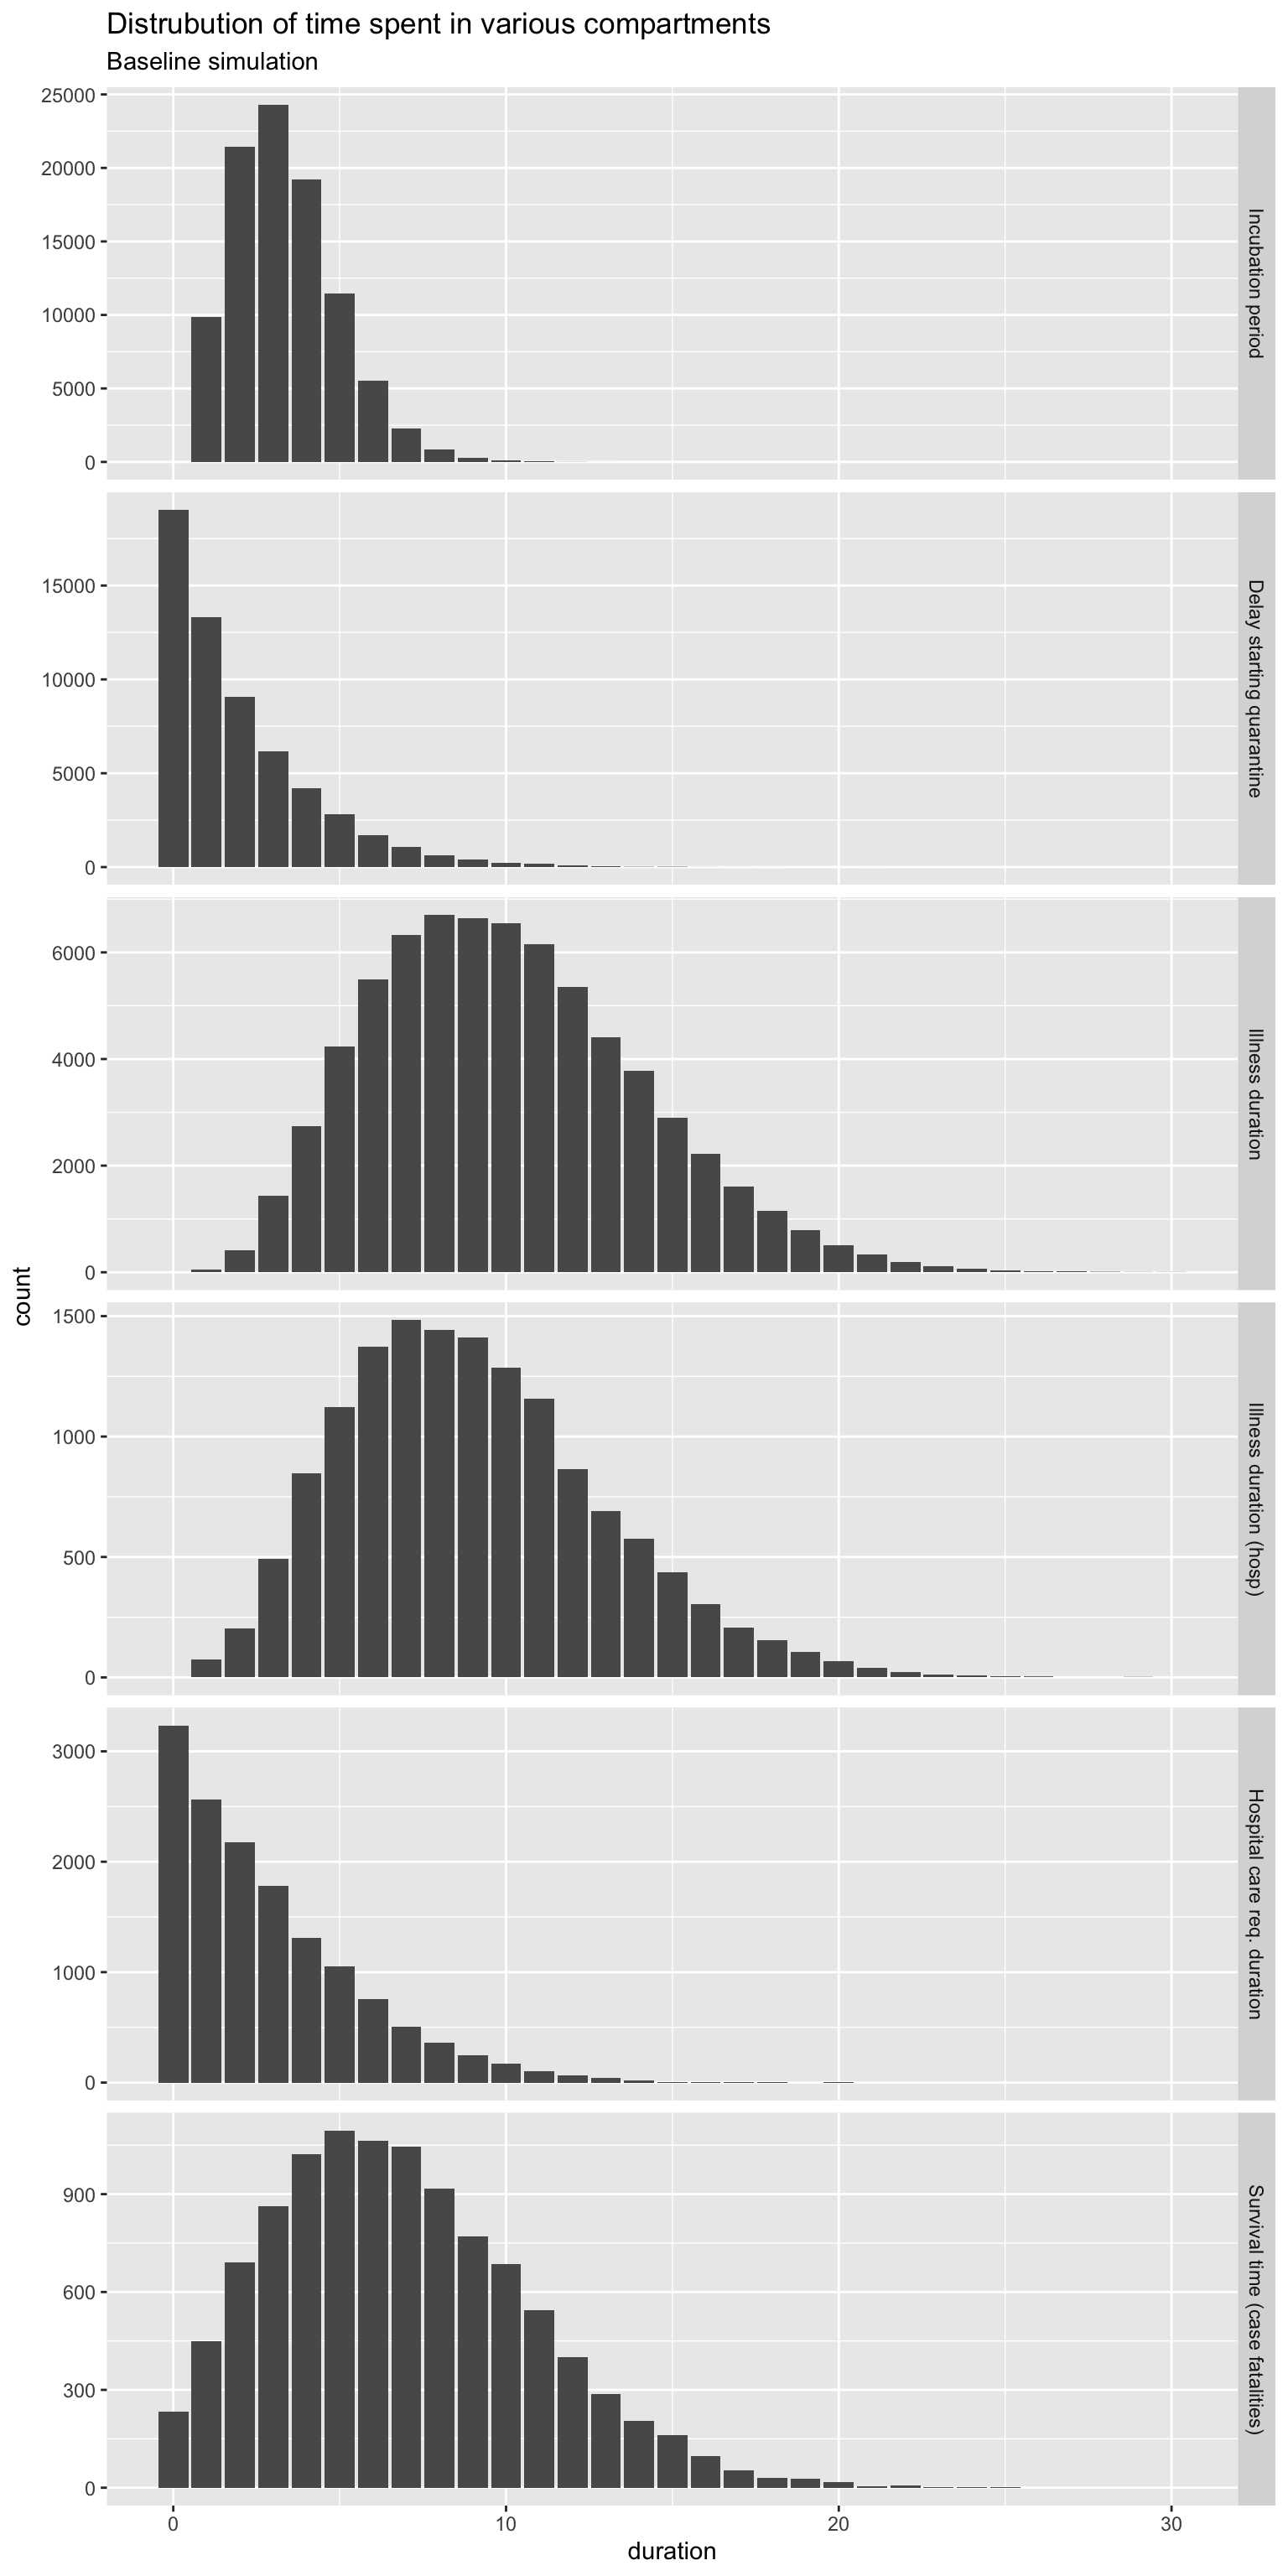 Distrubution of time spent in various compartments
Baseline simulation
count
25000
20000
15000
10000
5000
0
Incubation period
15000
10000
5000
0
Delay starting quarantine
6000
4000
2000
0
Illness duration
1500
1000
500
0
Illness duration (hosp)
3000
2000
1000
0
Hospital care req. duration
900
600
300
0
Survival time (case fatalities)
0 10 20 30
duration